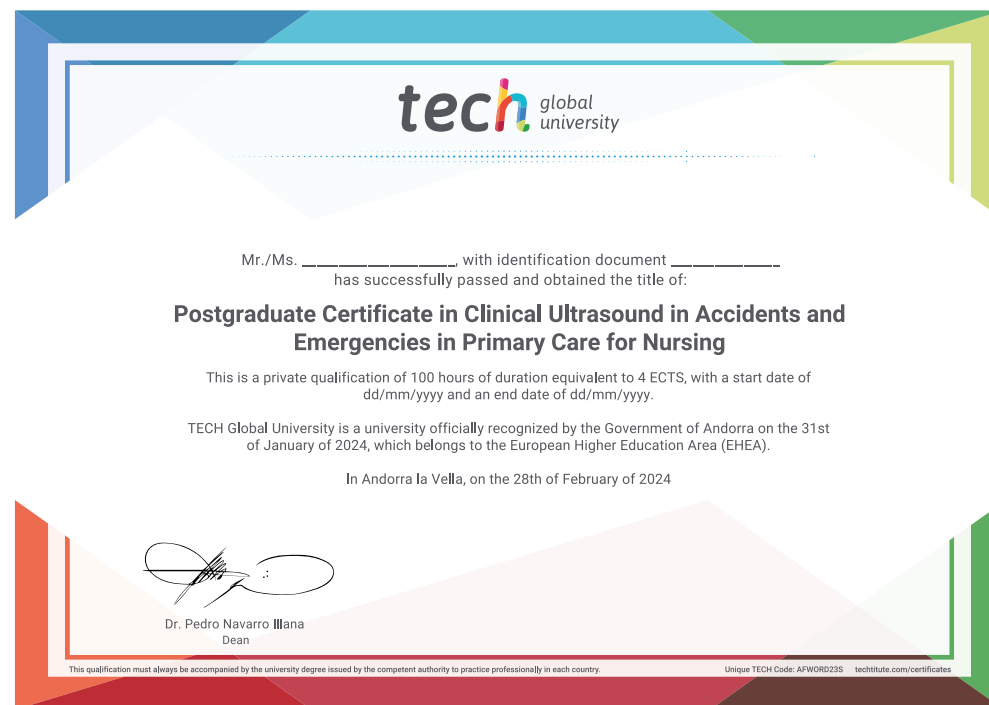 tech global university
Mr./Ms. ____________________, with identification document ______________
has successfully passed and obtained the title of:
Postgraduate Certificate in Clinical Ultrasound in Accidents and
Emergencies in Primary Care for Nursing
This is a private qualification of 100 hours of duration equivalent to 4 ECTS, with a start date of
dd/mm/yyyy and an end date of dd/mm/yyyy.
TECH Global University is a university officially recognized by the Government of Andorra on the 31st
of January of 2024, which belongs to the European Higher Education Area (EHEA).
In Andorra la Vella, on the 28th of February of 2024
Dr. Pedro Navarro Illana
Dean
This qualification must always be accompanied by the university degree issued by the competent authority to practice professionally in each country.
Unique TECH Code: AFWORD23S techtitute.com/certificates